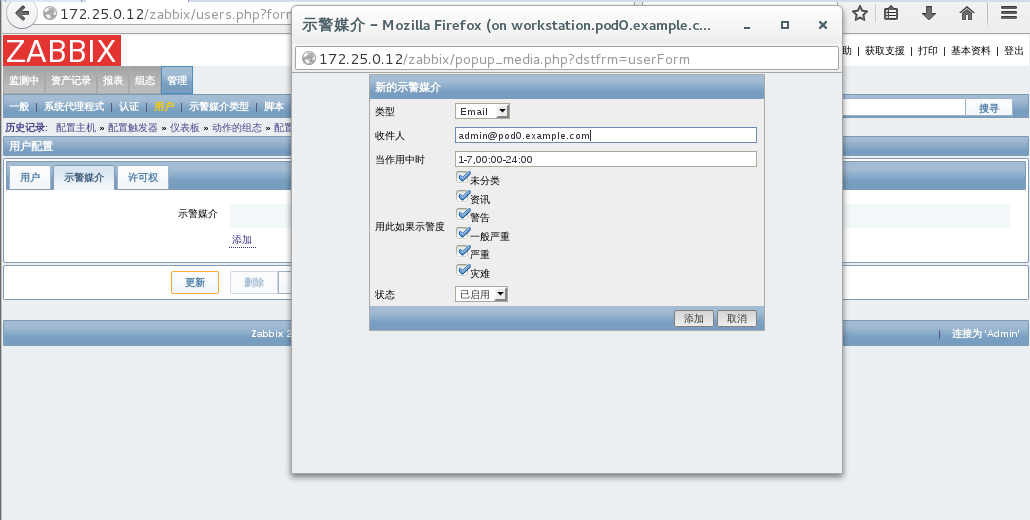 172.25.0.12/zabbix/users.php?form
示警媒介 - Mozilla Firefox (on workstation.pod0.example.c...
172.25.0.12/zabbix/popup_media.php?dstfrm=userForm
ZABBIX
助 | 获取支援 | 打印 | 基本资料 | 登出
监测中 资产记录 报表 组态 管理
一般 | 系统代理程式 | 认证 | 用户 | 示警媒介类型 | 脚本
搜寻
历史记录: 配置主机 » 配置触发器 » 仪表板 » 动作的组态 » 配置
用户配置
用户 示警媒介 许可权
示警媒介
添加
更新 删除
Zabbix 2
| 连接为 'Admin'
新的示警媒介
类型 Email
收件人 admin@pod0.example.com
当作用中时 1-7,00:00-24:00
用此如果示警度
未分类
资讯
警告
一般严重
严重
灾难
状态 已启用
添加 取消